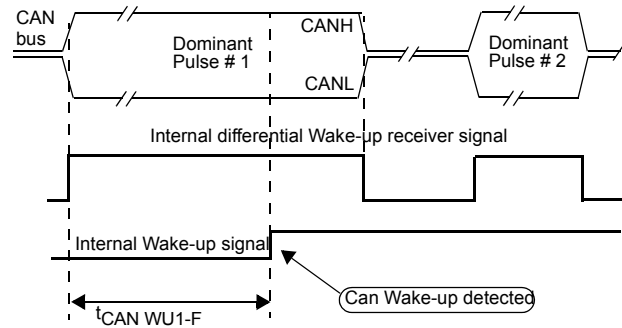 CAN
bus
CANH
Dominant
Pulse # 1
Dominant
Pulse # 2
CANL
Internal differential Wake-up receiver signal
Internal Wake-up signal
Can Wake-up detected
tCAN WU1-F